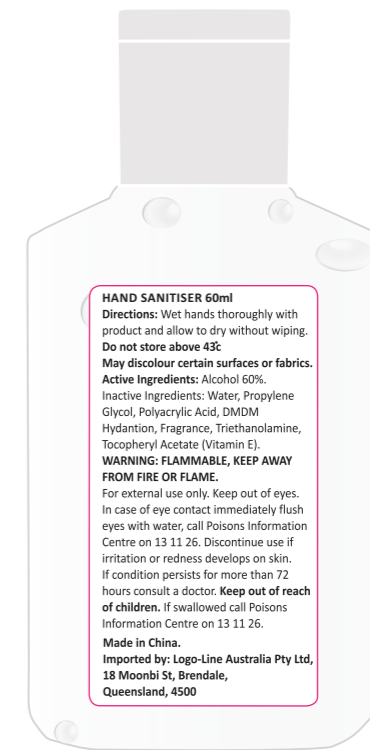 HAND SANITISER 60ml
Directions: Wet hands thoroughly with
product and allow to dry without wiping.
Do not store above 43°c
May discolour certain surfaces or fabrics.
Active Ingredients: Alcohol 60%.
Inactive Ingredients: Water, Propylene
Glycol, Polyacrylic Acid, DMDM
Hydantion, Fragrance, Triethanolamine,
Tocopheryl Acetate (Vitamin E).
WARNING: FLAMMABLE, KEEP AWAY
FROM FIRE OR FLAME.
For external use only. Keep out of eyes.
In case of eye contact immediately flush
eyes with water, call Poisons Information
Centre on 13 11 26. Discontinue use if
irritation or redness develops on skin.
If condition persists for more than 72
hours consult a doctor. Keep out of reach
of children. If swallowed call Poisons
Information Centre on 13 11 26.
Made in China.
Imported by: Logo-Line Australia Pty Ltd,
18 Moonbi St, Brendale,
Queensland, 4500